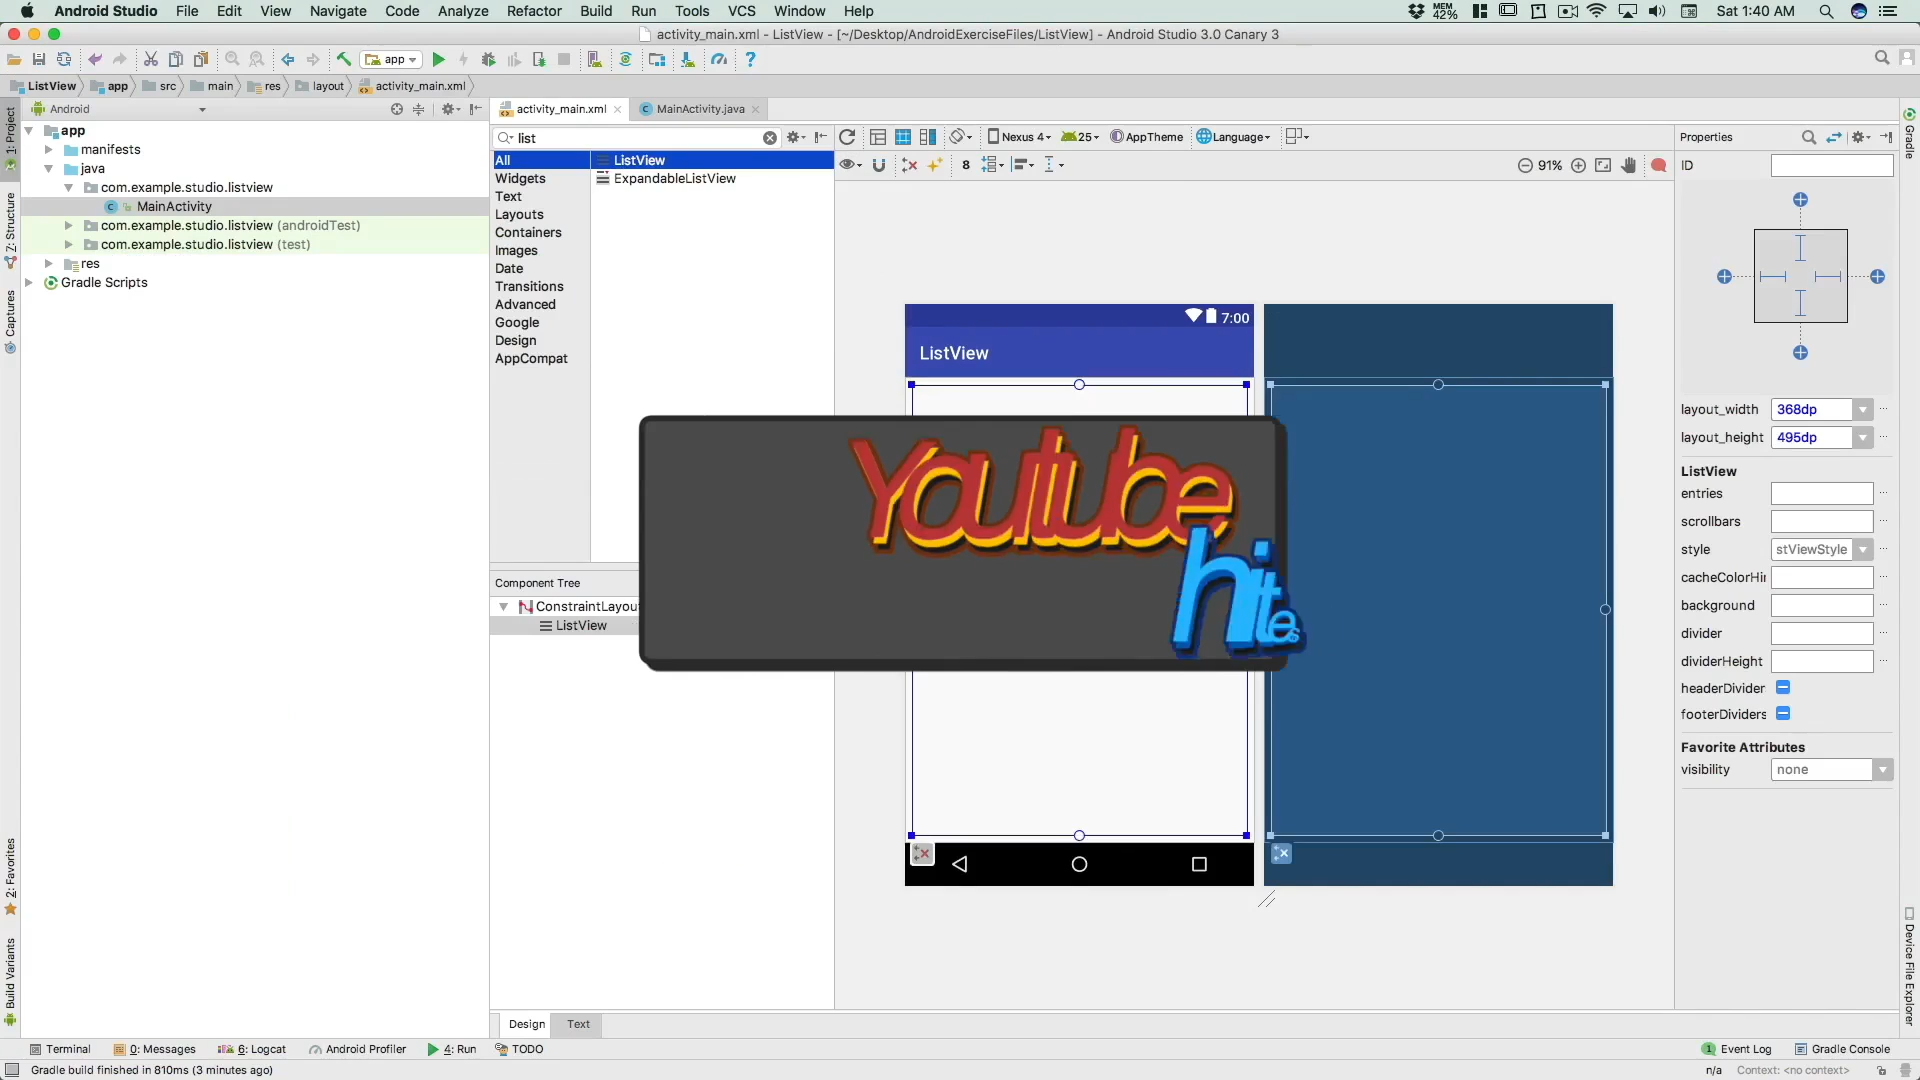 Android Studio File Edit View Navigate Code Analyze Refactor Build Run Tools VCS Window Help MEM 42% Sat 1:40 AM
activity_main.xml - ListView - [~/Desktop/AndroidExerciseFiles/ListView] - Android Studio 3.0 Canary 3
app
ListView app src main res layout activity_main.xml
Android
activity_main.xml MainActivity.java
1: Project
Z: Structure
Captures
2: Favorites
Build Variants
app
manifests
java
com.example.studio.listview
MainActivity
com.example.studio.listview (androidTest)
com.example.studio.listview (test)
res
Gradle Scripts
list
All
Widgets
Text
Layouts
Containers
Images
Date
Transitions
Advanced
Google
Design
AppCompat
ListView
ExpandableListView
Component Tree
ConstraintLayou
ListView
Nexus 4 25 AppTheme Language
8 91%
7:00
ListView
Youtube
hites
Properties
ID
layout_width 368dp
layout_height 495dp
ListView
entries
scrollbars
style stViewStyle
cacheColorHin
background
divider
dividerHeight
headerDivider
footerDividers
Favorite Attributes
visibility none
Gradle
Device File Explorer
Design Text
Terminal 0: Messages 6: Logcat Android Profiler 4: Run TODO 1 Event Log Gradle Console
Gradle build finished in 810ms (3 minutes ago) n/a Context: <no context>